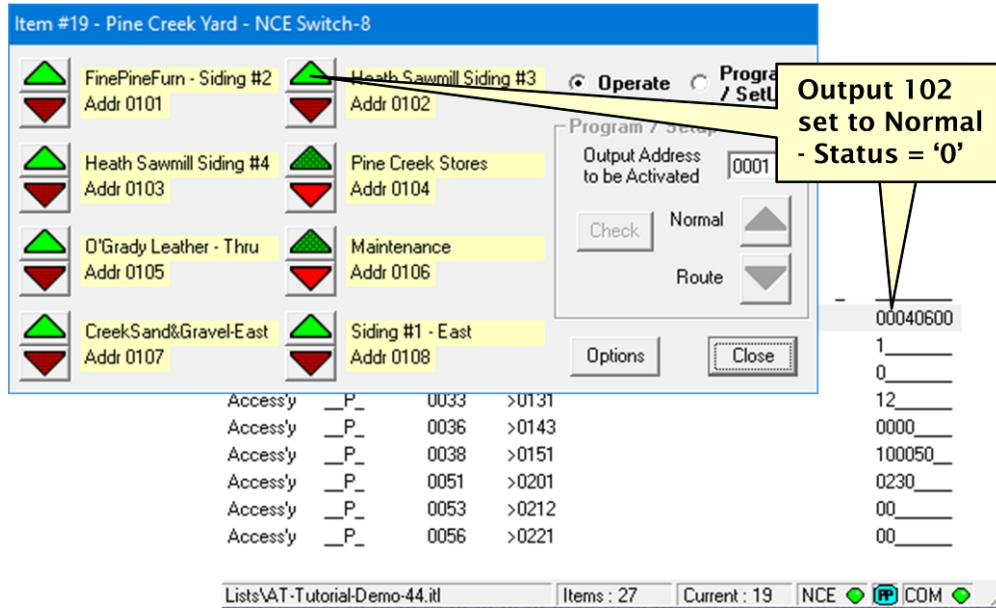 Item #19 - Pine Creek Yard - NCE Switch-8
FinePineFurn - Siding #2
Addr 0101
Heath Sawmill Siding #3
Addr 0102
Operate
/
Output 102
set to Normal
- Status = ‘0’
Program / Setup
Heath Sawmill Siding #4
Addr 0103
Pine Creek Stores
Addr 0104
Output Address
to be Activated
0001
O'Grady Leather - Thru
Addr 0105
Maintenance
Addr 0106
Check
Normal
Route
CreekSand&Gravel-East
Addr 0107
Siding #1 - East
Addr 0108
Options
Close
_ ________
00040600
1_______
0_______
Access'y __P_ 0033 >0131 12______
Access'y __P_ 0036 >0143 0000____
Access'y __P_ 0038 >0151 100050__
Access'y __P_ 0051 >0201 0230____
Access'y __P_ 0053 >0212 00______
Access'y __P_ 0056 >0221 00______
Lists\AT-Tutorial-Demo-44.itl Items : 27 Current : 19 NCE PP COM